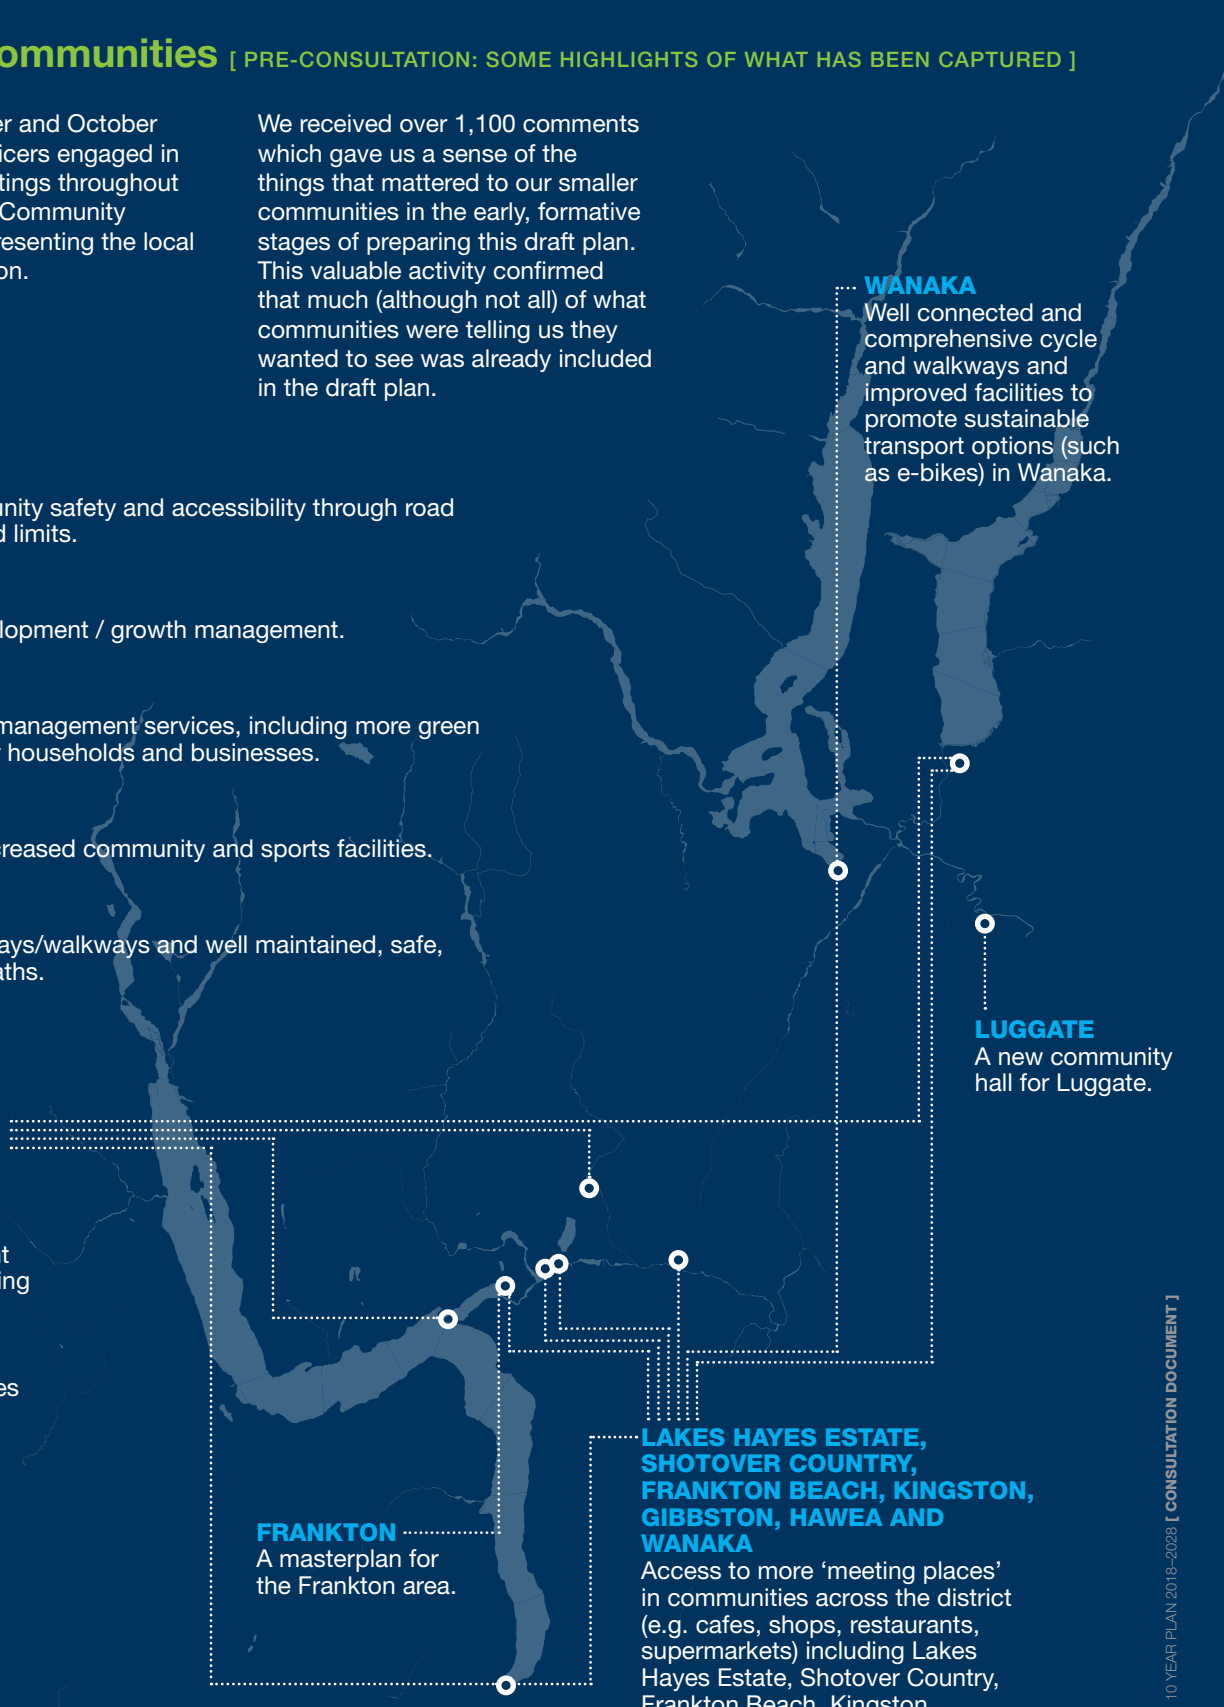 ommunities [ PRE-CONSULTATION: SOME HIGHLIGHTS OF WHAT HAS BEEN CAPTURED ]
er and October
icers engaged in
tings throughout
Community
resenting the local
on.
We received over 1,100 comments
which gave us a sense of the
things that mattered to our smaller
communities in the early, formative
stages of preparing this draft plan.
This valuable activity confirmed
that much (although not all) of what
communities were telling us they
wanted to see was already included
in the draft plan.
WANAKA
Well connected and
comprehensive cycle
and walkways and
improved facilities to
promote sustainable
transport options (such
as e-bikes) in Wanaka.
unity safety and accessibility through road
d limits.
lopment / growth management.
management services, including more green
r households and businesses.
creased community and sports facilities.
ays/walkways and well maintained, safe,
aths.
LUGGATE
A new community
hall for Luggate.
nt
ing
es
FRANKTON
A masterplan for
the Frankton area.
LAKES HAYES ESTATE,
SHOTOVER COUNTRY,
FRANKTON BEACH, KINGSTON,
GIBBSTON, HAWEA AND
WANAKA
Access to more ‘meeting places’
in communities across the district
(e.g. cafes, shops, restaurants,
supermarkets) including Lakes
Hayes Estate, Shotover Country,
Frankton Beach, Kingston
10 YEAR PLAN 2018–2028 [ CONSULTATION DOCUMENT ]